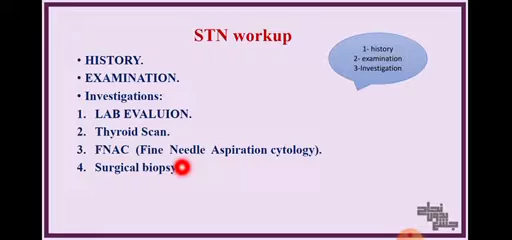 STN workup
• HISTORY.
• EXAMINATION.
• Investigations:
1. LAB EVALUION.
2. Thyroid Scan.
3. FNAC (Fine Needle Aspiration cytology).
4. Surgical biopsy
1- history
2- examination
3-Investigation